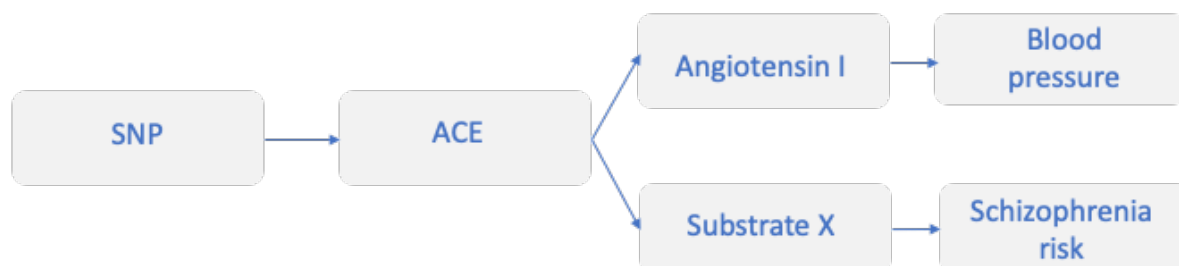 SNP
ACE
Angiotensin I
Blood
pressure
Substrate X
Schizophrenia
risk